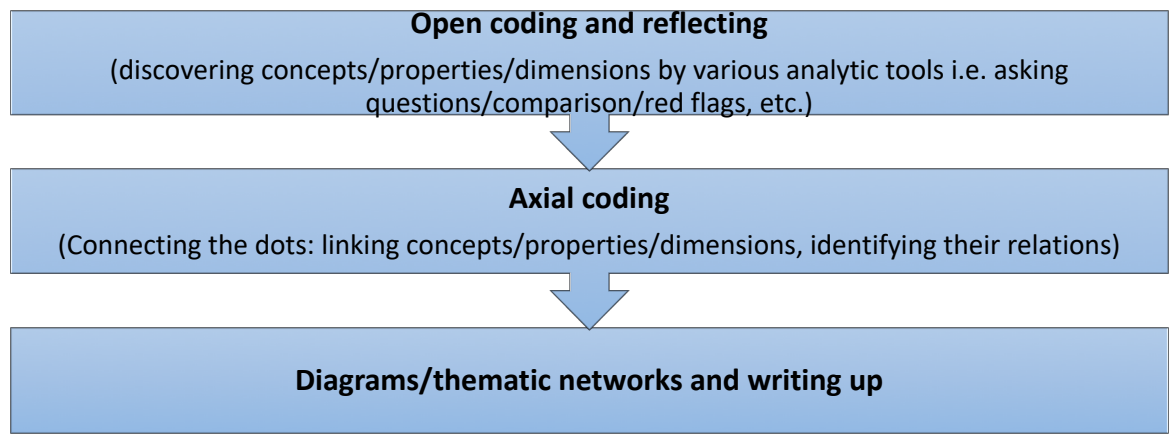 Open coding and reflecting
(discovering concepts/properties/dimensions by various analytic tools i.e. asking
questions/comparison/red flags, etc.)
Axial coding
(Connecting the dots: linking concepts/properties/dimensions, identifying their relations)
Diagrams/thematic networks and writing up